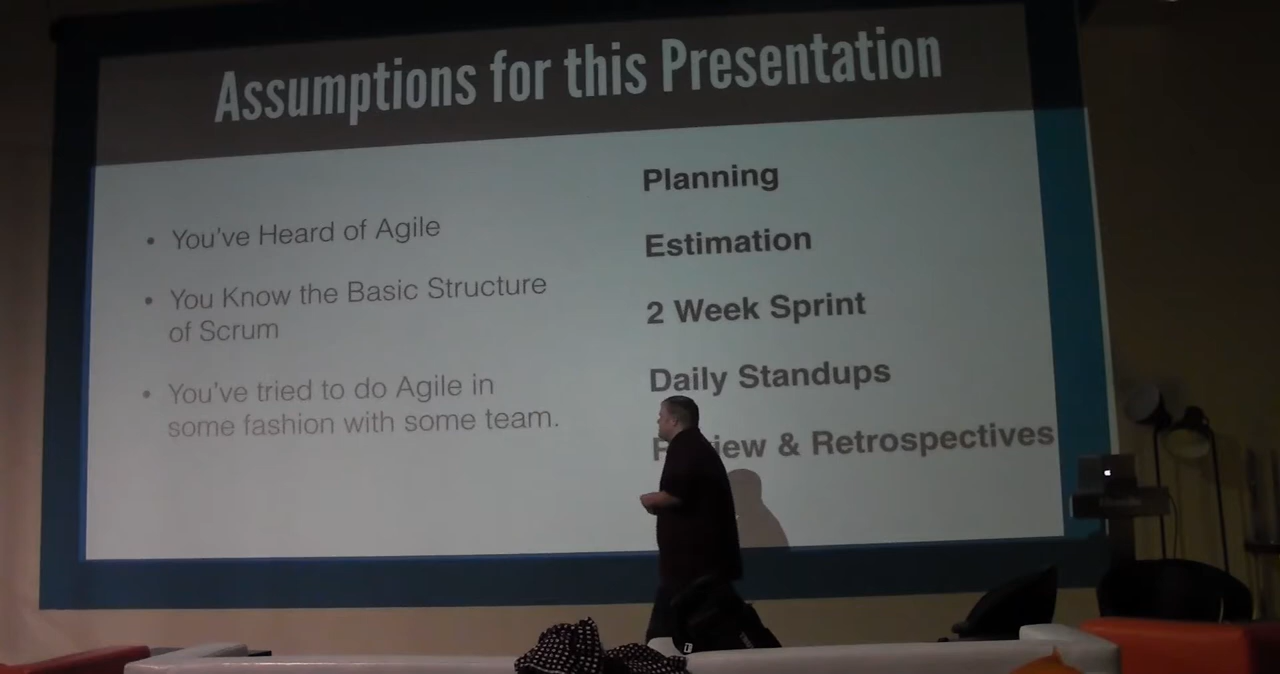 Assumptions for this Presentation
• You've Heard of Agile
• You Know the Basic Structure
of Scrum
• You've tried to do Agile in
some fashion with some team.
Planning
Estimation
2 Week Sprint
Daily Standups
& Retrospectives